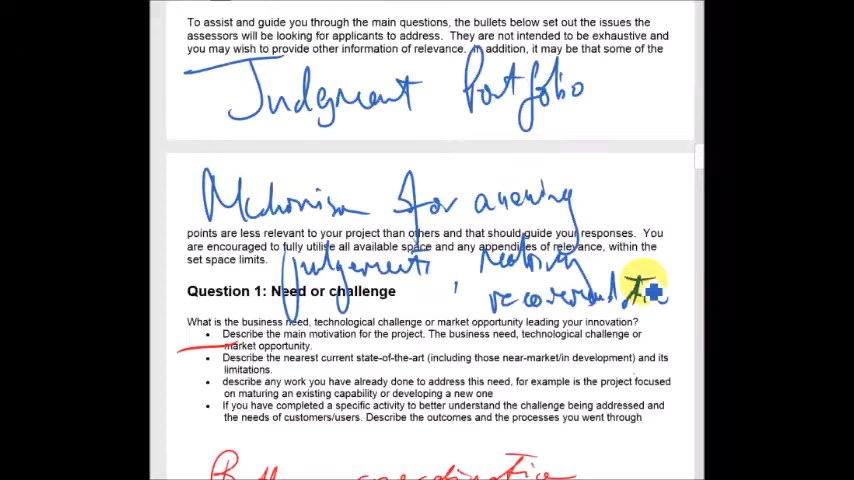 To assist and guide you through the main questions, the bullets below set out the issues the
assessors will be looking for applicants to address. They are not intended to be exhaustive and
you may wish to provide other information of relevance. In addition, it may be that some of the
Judgment Portfolio
Mechanism for
points are less relevant to your project than others and that should guide your responses. You
are encouraged to fully utilise all available space and any appendices of relevance, within the
set space limits.
judgements,
Question 1: Need or challenge
What is the business need, technological challenge or market opportunity leading your innovation?
• Describe the main motivation for the project. The business need, technological challenge or
market opportunity.
• Describe the nearest current state-of-the-art (including those near-market/in development) and its
limitations.
• describe any work you have already done to address this need, for example is the project focused
on maturing an existing capability or developing a new one
• If you have completed a specific activity to better understand the challenge being addressed and
the needs of customers/users. Describe the outcomes and the processes you went through